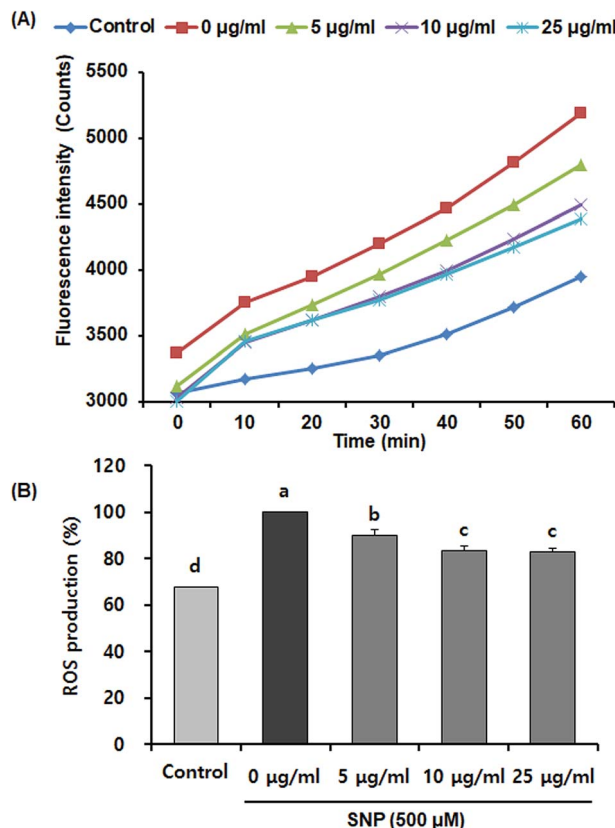 (A)
Control 0 µg/ml 5 µg/ml 10 µg/ml 25 µg/ml
Fluorescence intensity (Counts)
5500
5000
4500
4000
3500
3000
0 10 20 30 40 50 60
Time (min)
(B)
ROS production (%)
120
100
80
60
40
20
0
d
a
b
c
c
Control 0 µg/ml 5 µg/ml 10 µg/ml 25 µg/ml
SNP (500 µM)